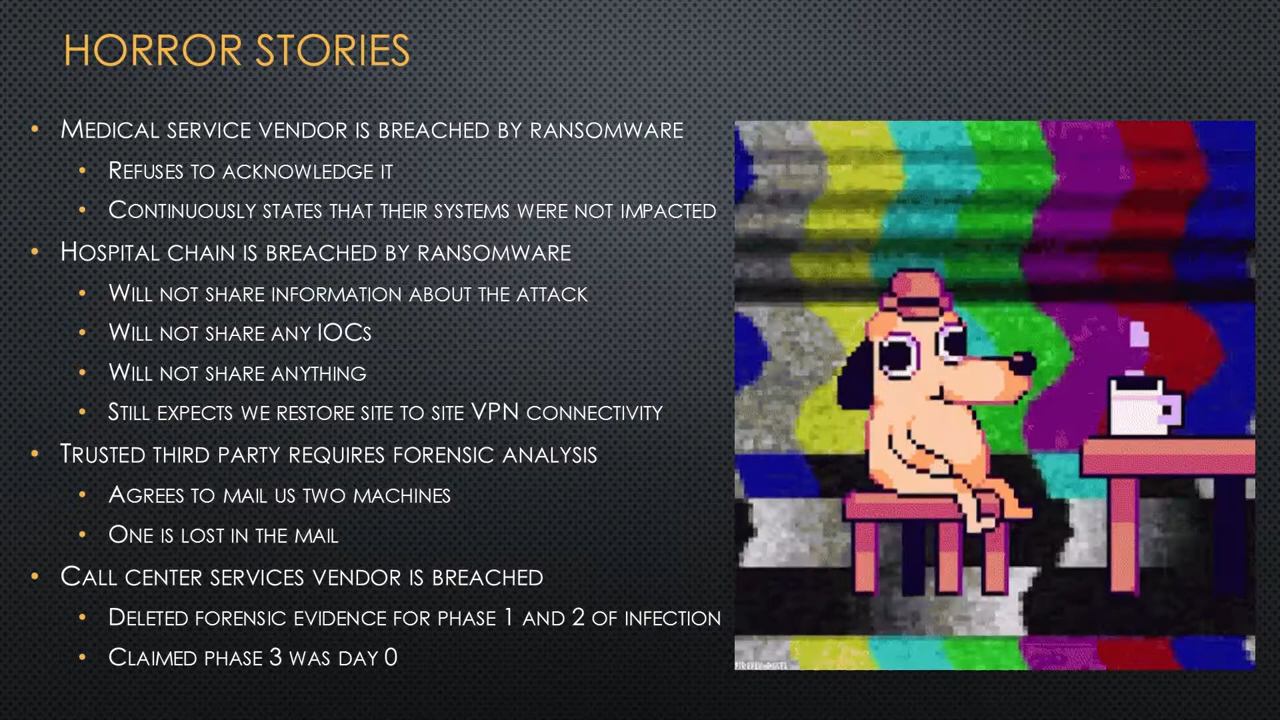 HORROR STORIES
• MEDICAL SERVICE VENDOR IS BREACHED BY RANSOMWARE
• REFUSES TO ACKNOWLEDGE IT
• CONTINUOUSLY STATES THAT THEIR SYSTEMS WERE NOT IMPACTED
• HOSPITAL CHAIN IS BREACHED BY RANSOMWARE
• WILL NOT SHARE INFORMATION ABOUT THE ATTACK
• WILL NOT SHARE ANY IOCS
• WILL NOT SHARE ANYTHING
• STILL EXPECTS WE RESTORE SITE TO SITE VPN CONNECTIVITY
• TRUSTED THIRD PARTY REQUIRES FORENSIC ANALYSIS
• AGREES TO MAIL US TWO MACHINES
• ONE IS LOST IN THE MAIL
• CALL CENTER SERVICES VENDOR IS BREACHED
• DELETED FORENSIC EVIDENCE FOR PHASE 1 AND 2 OF INFECTION
• CLAIMED PHASE 3 WAS DAY 0